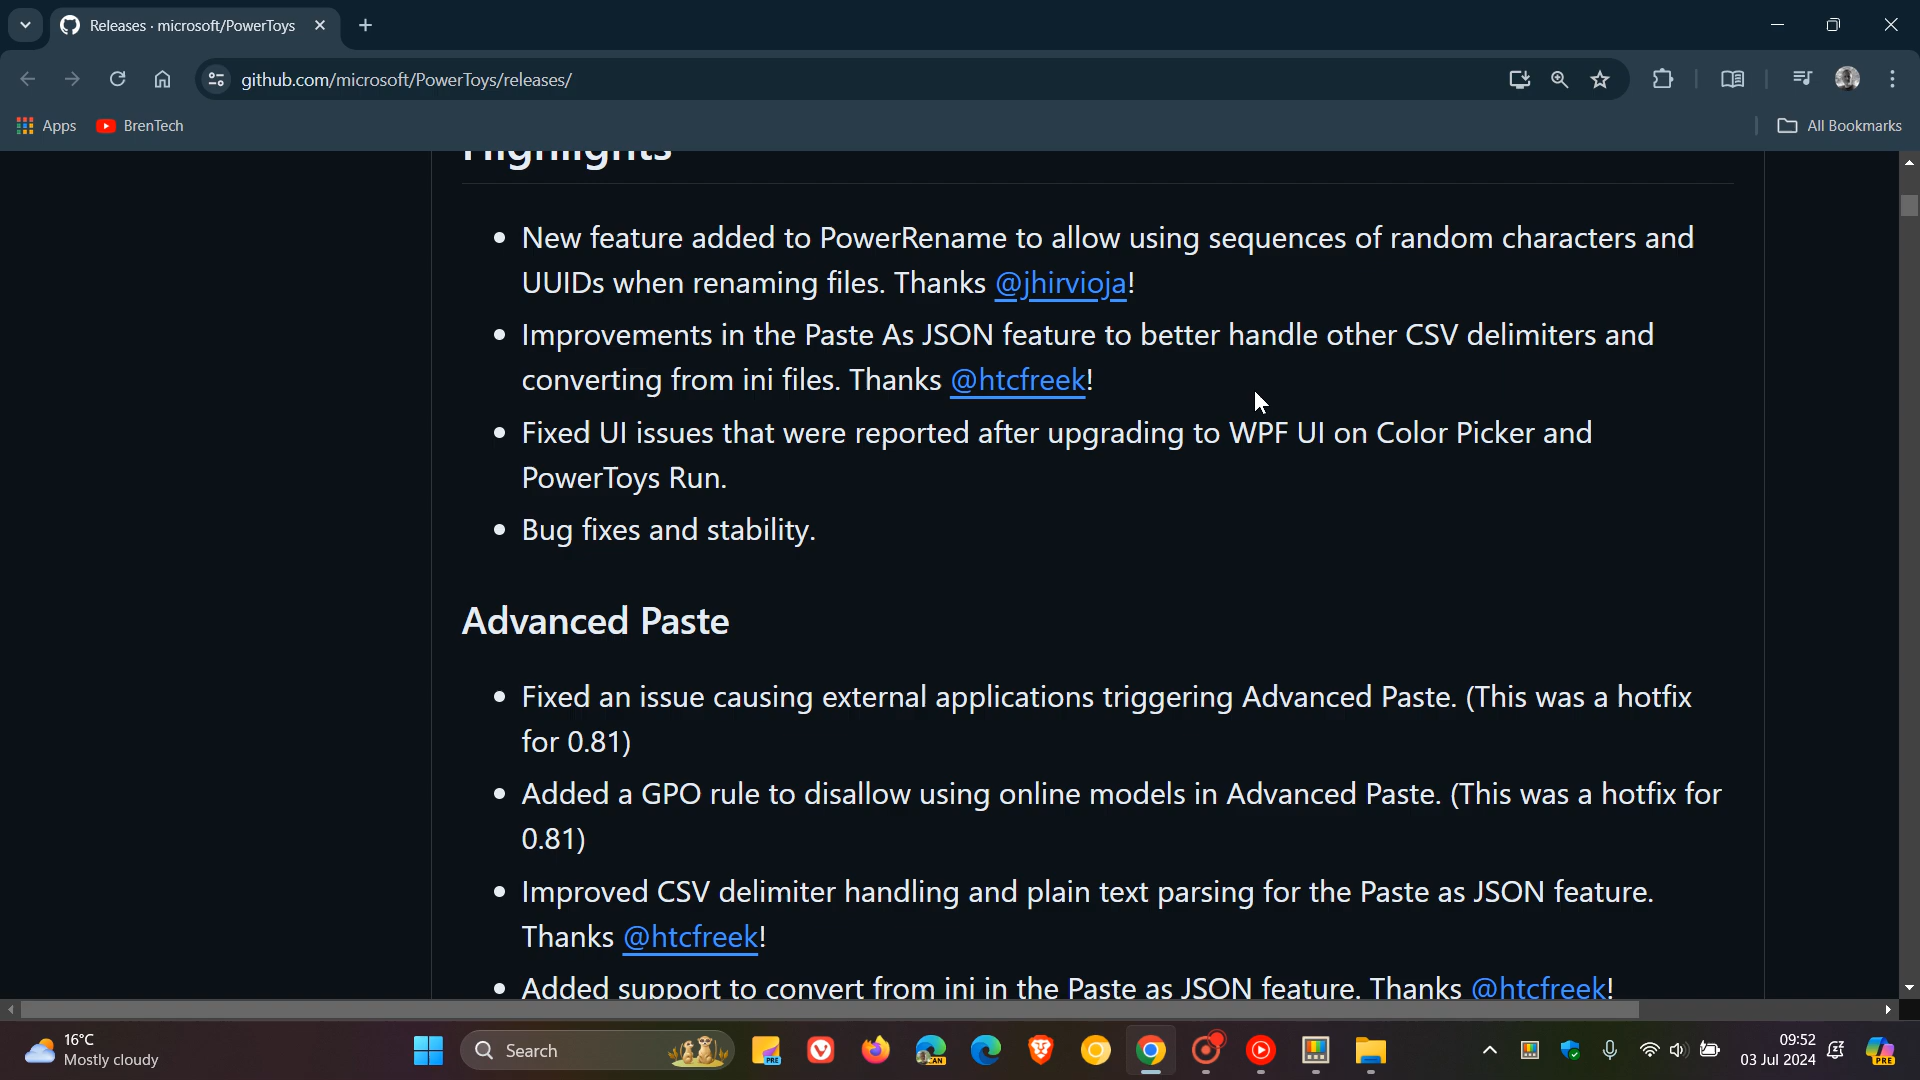 Releases · microsoft/PowerToys
github.com/microsoft/PowerToys/releases/
Apps
BrenTech
All Bookmarks
Highlights
New feature added to PowerRename to allow using sequences of random characters and
UUIDs when renaming files. Thanks @jhirvioja!
Improvements in the Paste As JSON feature to better handle other CSV delimiters and
converting from ini files. Thanks @htcfreek!
Fixed UI issues that were reported after upgrading to WPF UI on Color Picker and
PowerToys Run.
Bug fixes and stability.
Advanced Paste
Fixed an issue causing external applications triggering Advanced Paste. (This was a hotfix
for 0.81)
Added a GPO rule to disallow using online models in Advanced Paste. (This was a hotfix for
0.81)
Improved CSV delimiter handling and plain text parsing for the Paste as JSON feature.
Thanks @htcfreek!
Added support to convert from ini in the Paste as JSON feature. Thanks @htcfreek!
16°C
Mostly cloudy
Search
PRE
CAN
09:52
03 Jul 2024
PRE